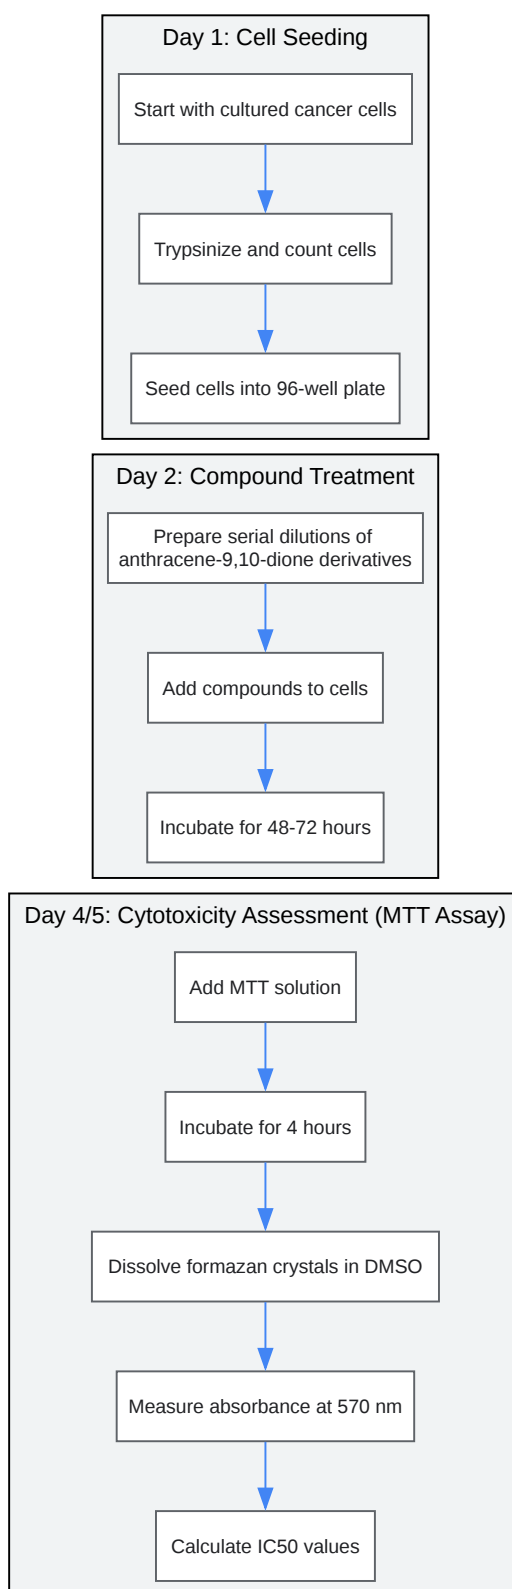 Day 1: Cell Seeding
Start with cultured cancer cells
Trypsinize and count cells
Seed cells into 96-well plate
Day 2: Compound Treatment
Prepare serial dilutions of
anthracene-9,10-dione derivatives
Add compounds to cells
Incubate for 48-72 hours
Day 4/5: Cytotoxicity Assessment (MTT Assay)
Add MTT solution
Incubate for 4 hours
Dissolve formazan crystals in DMSO
Measure absorbance at 570 nm
Calculate IC50 values